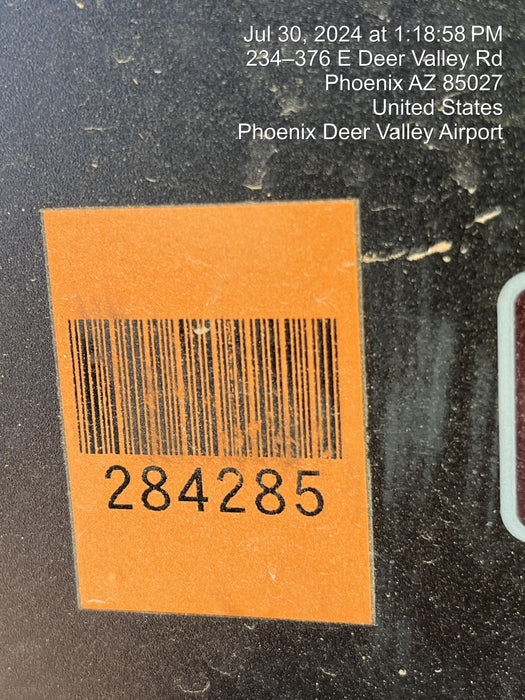 Jul 30, 2024 at 1:18:58 PM
234–376 E Deer Valley Rd
Phoenix AZ 85027
United States
Phoenix Deer Valley Airport
284285